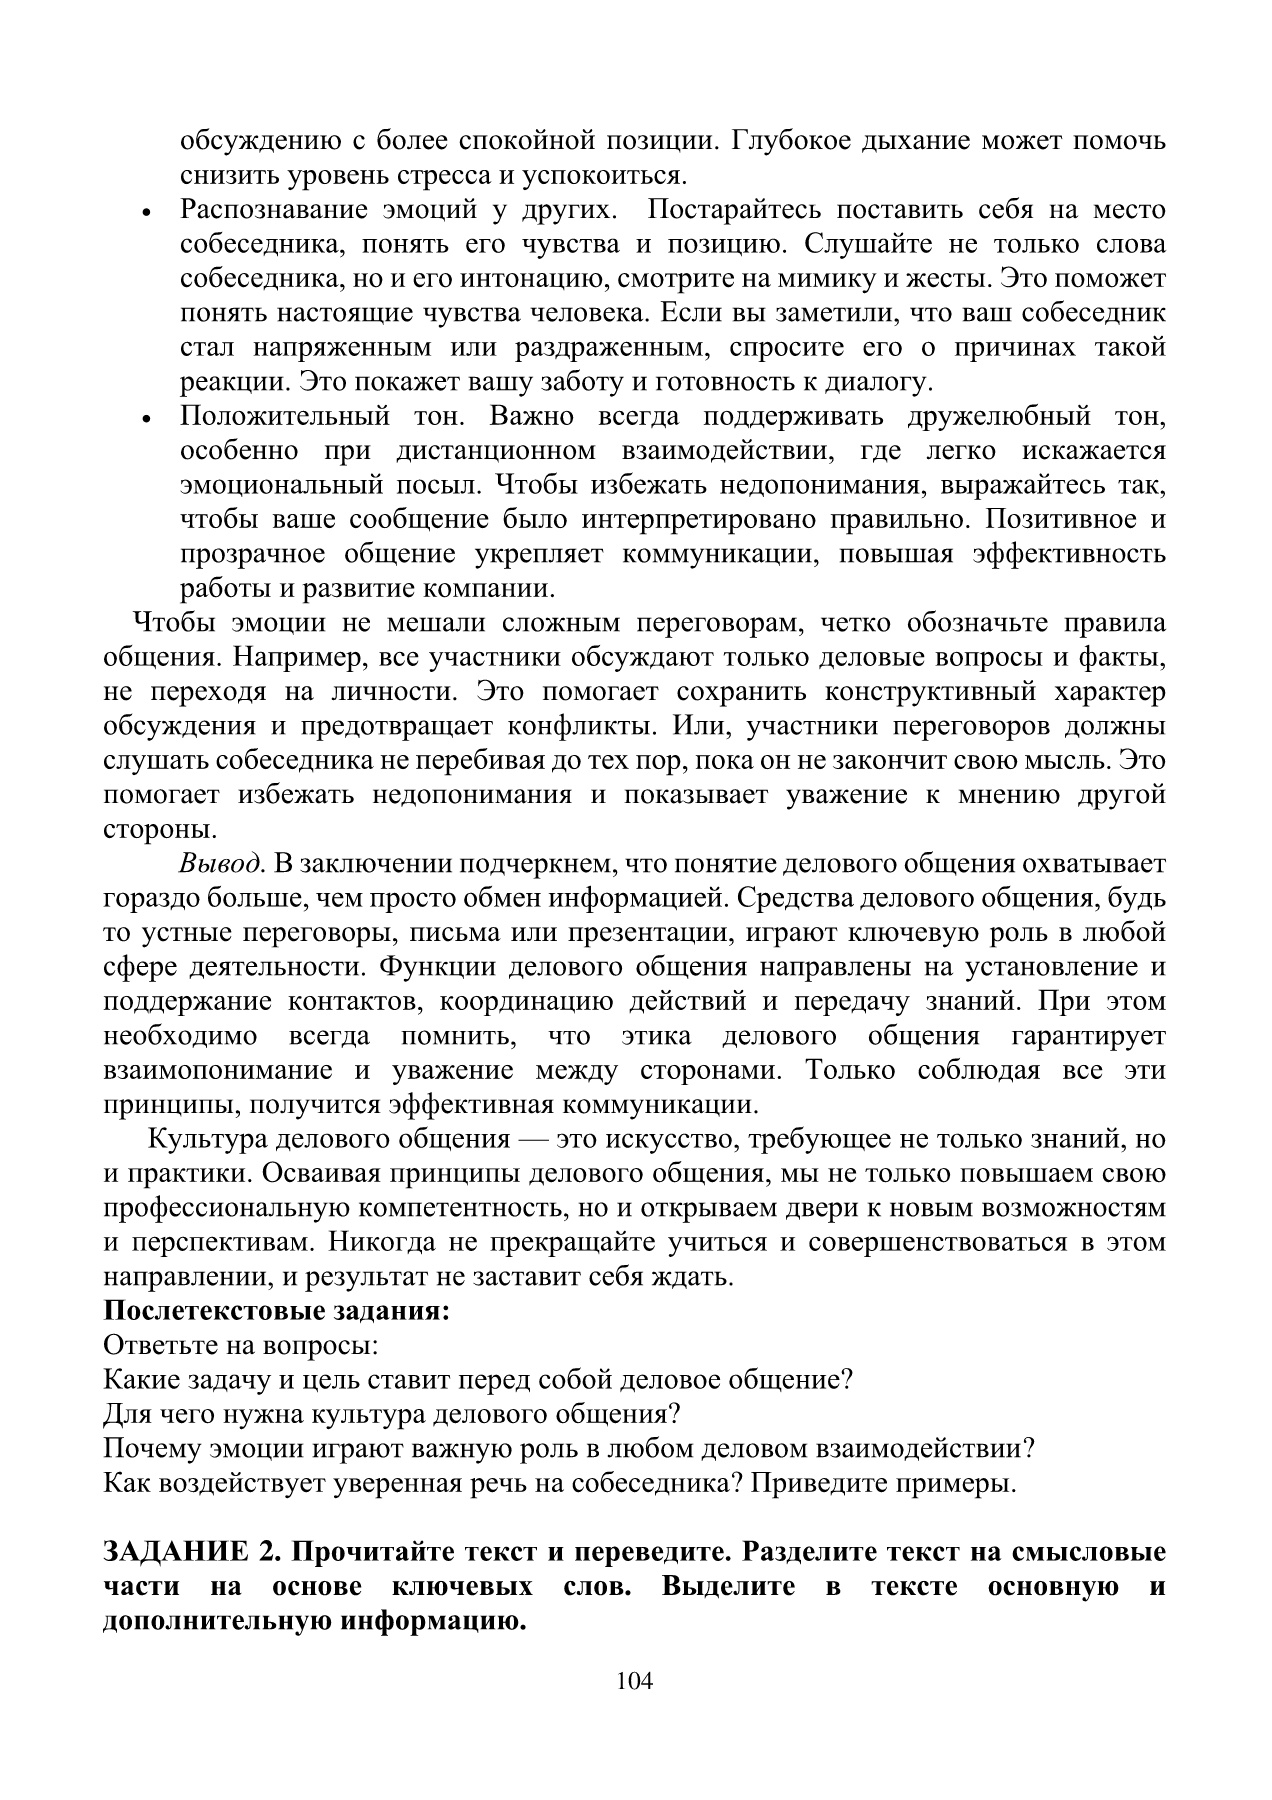 обсуждению с более спокойной позиции. Глубокое дыхание может помочь
снизить уровень стресса и успокоиться.
• Распознавание эмоций у других. Постарайтесь поставить себя на место
собеседника, понять его чувства и позицию. Слушайте не только слова
собеседника, но и его интонацию, смотрите на мимику и жесты. Это поможет
понять настоящие чувства человека. Если вы заметили, что ваш собеседник
стал напряженным или раздраженным, спросите его о причинах такой
реакции. Это покажет вашу заботу и готовность к диалогу.
• Положительный тон. Важно всегда поддерживать дружелюбный тон,
особенно при дистанционном взаимодействии, где легко искажается
эмоциональный посыл. Чтобы избежать недопонимания, выражайтесь так,
чтобы ваше сообщение было интерпретировано правильно. Позитивное и
прозрачное общение укрепляет коммуникации, повышая эффективность
работы и развитие компании.
Чтобы эмоции не мешали сложным переговорам, четко обозначьте правила
общения. Например, все участники обсуждают только деловые вопросы и факты,
не переходя на личности. Это помогает сохранить конструктивный характер
обсуждения и предотвращает конфликты. Или, участники переговоров должны
слушать собеседника не перебивая до тех пор, пока он не закончит свою мысль. Это
помогает избежать недопонимания и показывает уважение к мнению другой
стороны.
Вывод. В заключении подчеркнем, что понятие делового общения охватывает
гораздо больше, чем просто обмен информацией. Средства делового общения, будь
то устные переговоры, письма или презентации, играют ключевую роль в любой
сфере деятельности. Функции делового общения направлены на установление и
поддержание контактов, координацию действий и передачу знаний. При этом
необходимо всегда помнить, что этика делового общения гарантирует
взаимопонимание и уважение между сторонами. Только соблюдая все эти
принципы, получится эффективная коммуникации.
Культура делового общения — это искусство, требующее не только знаний, но
и практики. Осваивая принципы делового общения, мы не только повышаем свою
профессиональную компетентность, но и открываем двери к новым возможностям
и перспективам. Никогда не прекращайте учиться и совершенствоваться в этом
направлении, и результат не заставит себя ждать.
Послетекстовые задания:
Ответьте на вопросы:
Какие задачу и цель ставит перед собой деловое общение?
Для чего нужна культура делового общения?
Почему эмоции играют важную роль в любом деловом взаимодействии?
Как воздействует уверенная речь на собеседника? Приведите примеры.
ЗАДАНИЕ 2. Прочитайте текст и переведите. Разделите текст на смысловые
части на основе ключевых слов. Выделите в тексте основную и
дополнительную информацию.
104